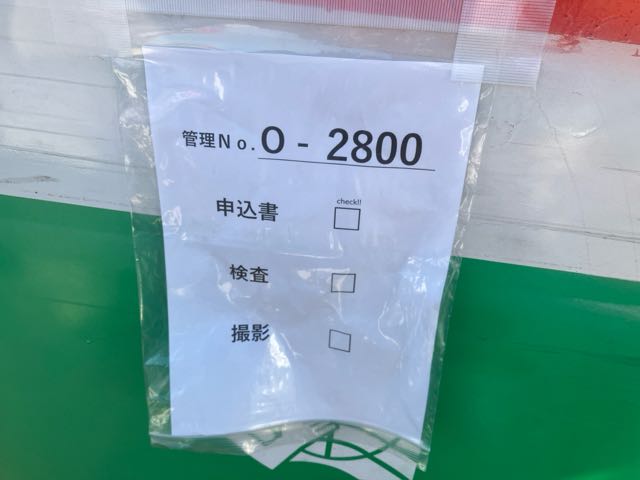 管理No. O - 2800
check!!
申込書 □
検査 □
撮影 □